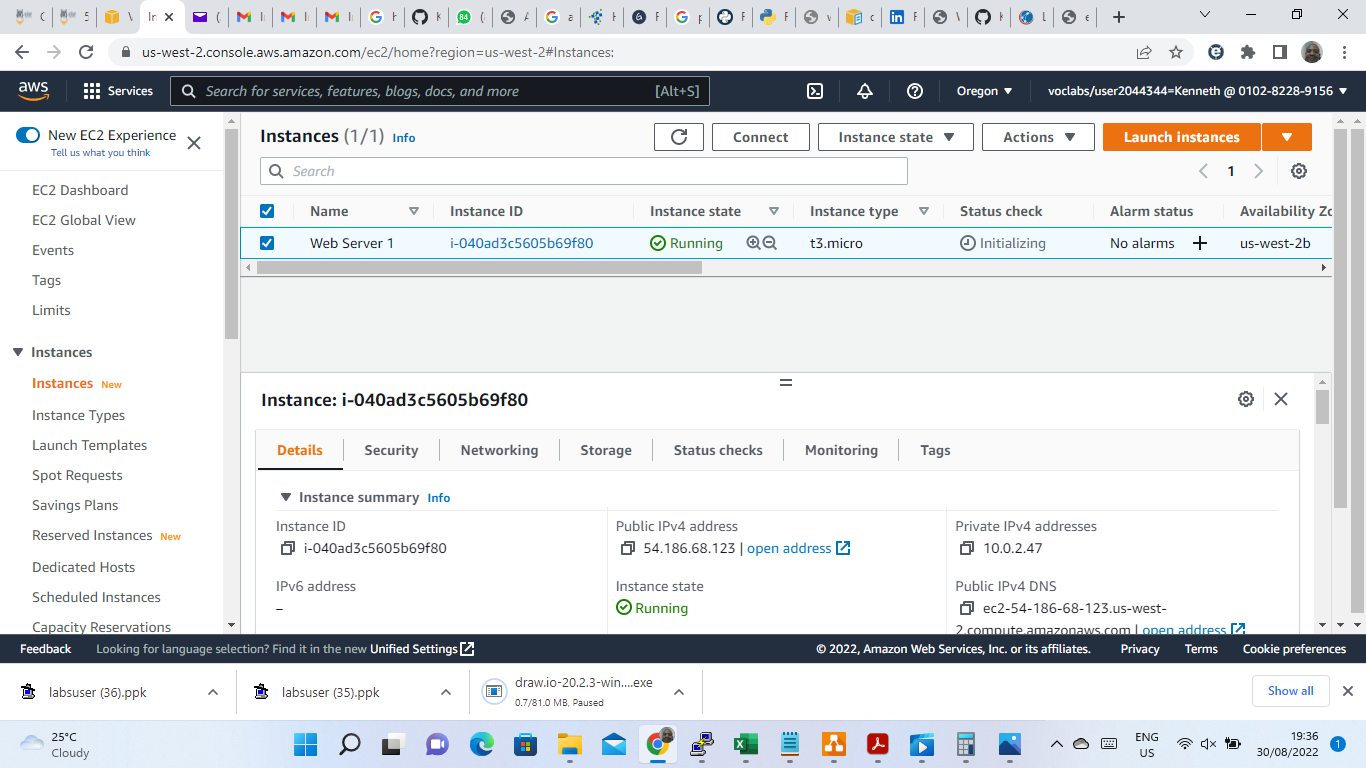 us-west-2.console.aws.amazon.com/ec2/home?region=us-west-2#Instances:
aws
Services
Search for services, features, blogs, docs, and more
[Alt+S]
Oregon
voclabs/user2044344=Kenneth @ 0102-8228-9156
New EC2 Experience
Tell us what you think
EC2 Dashboard
EC2 Global View
Events
Tags
Limits
Instances
Instances New
Instance Types
Launch Templates
Spot Requests
Savings Plans
Reserved Instances New
Dedicated Hosts
Scheduled Instances
Capacity Reservations
Instances (1/1) Info
Connect
Instance state
Actions
Launch instances
Search
1
Name
Instance ID
Instance state
Instance type
Status check
Alarm status
Availability Zo
Web Server 1
i-040ad3c5605b69f80
Running
t3.micro
Initializing
No alarms
us-west-2b
Instance: i-040ad3c5605b69f80
Details
Security
Networking
Storage
Status checks
Monitoring
Tags
Instance summary Info
Instance ID
i-040ad3c5605b69f80
Public IPv4 address
54.186.68.123 | open address
Private IPv4 addresses
10.0.2.47
IPv6 address
–
Instance state
Running
Public IPv4 DNS
ec2-54-186-68-123.us-west-
2.compute.amazonaws.com | open address
Feedback
Looking for language selection? Find it in the new Unified Settings
© 2022, Amazon Web Services, Inc. or its affiliates.
Privacy
Terms
Cookie preferences
labsuser (36).ppk
labsuser (35).ppk
draw.io-20.2.3-win....exe
0.7/81.0 MB, Paused
Show all
25°C
Cloudy
ENG
US
19:36
30/08/2022
1